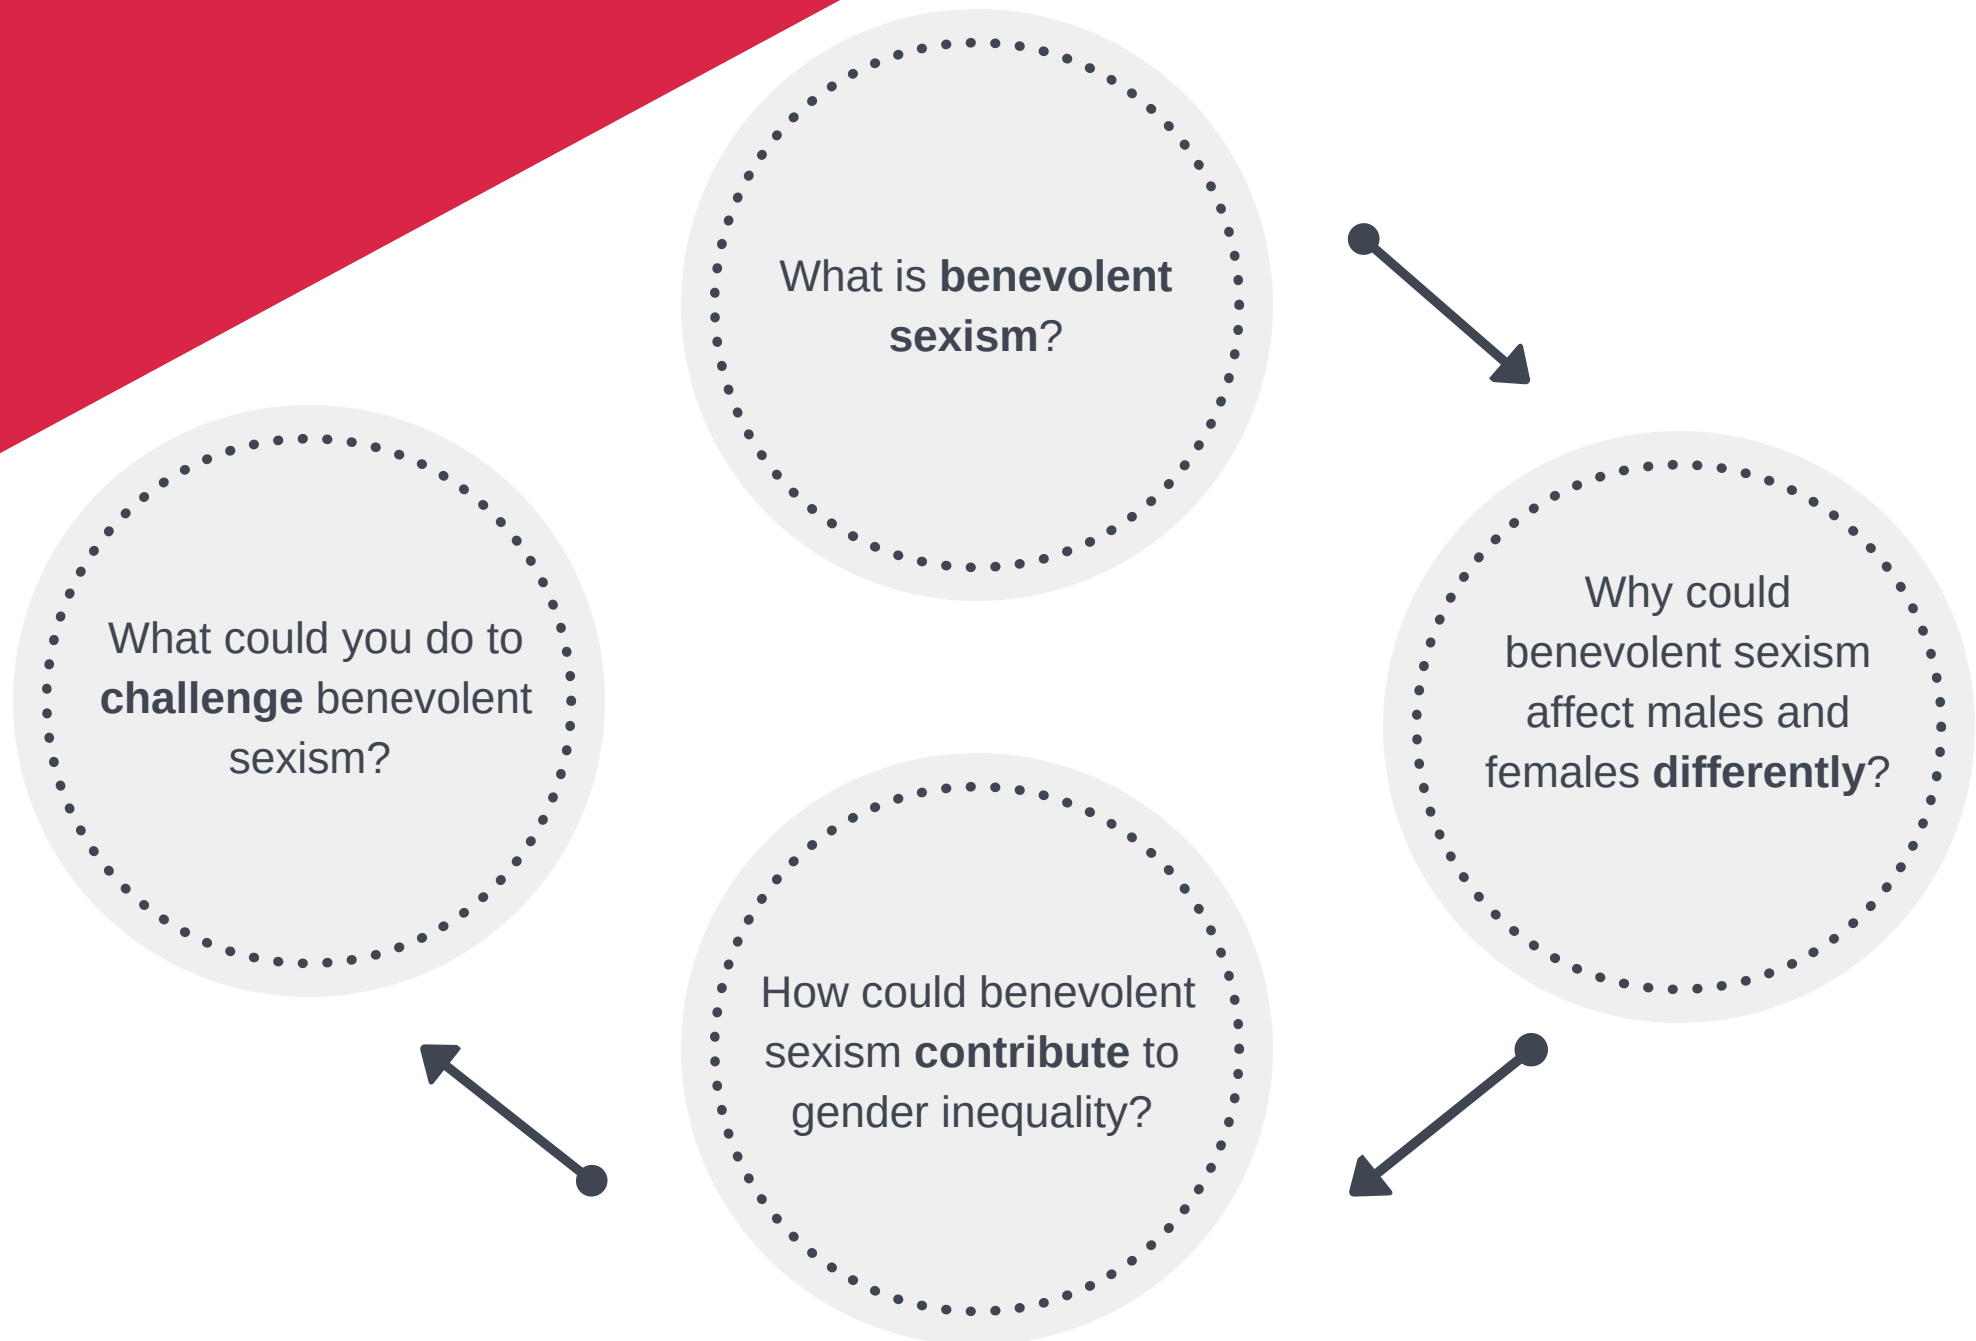 What is benevolent
sexism?
Why could
benevolent sexism
affect males and
females differently?
How could benevolent
sexism contribute to
gender inequality?
What could you do to
challenge benevolent
sexism?